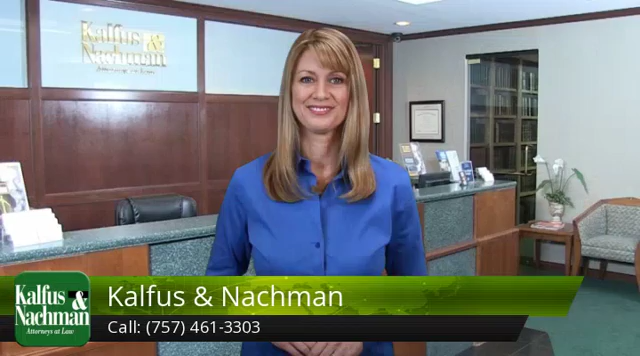 Kalfus &
Nachman
Attorneys at Law
Kalfus &
Nachman
Attorneys at Law
Kalfus & Nachman
Call: (757) 461-3303